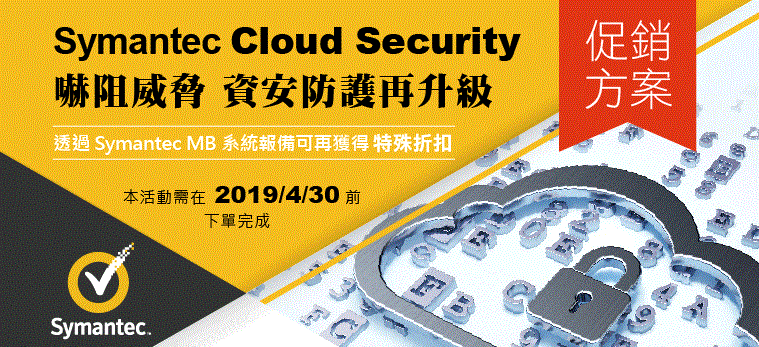 Symantec Cloud Security
嚇阻威脅 資安防護再升級
透過 Symantec MB 系統報備可再獲得 特殊折扣
本活動需在 2019/4/30 前
下單完成
促銷
方案
Symantec.